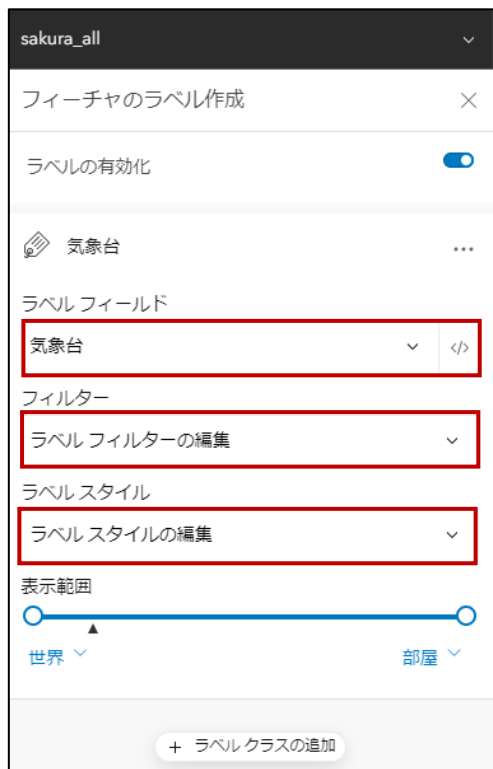 sakura_all
フィーチャのラベル作成
ラベルの有効化
気象台
ラベル フィールド
気象台 </>
フィルター
ラベル フィルターの編集
ラベル スタイル
ラベル スタイルの編集
表示範囲
世界 部屋
+ ラベル クラスの追加